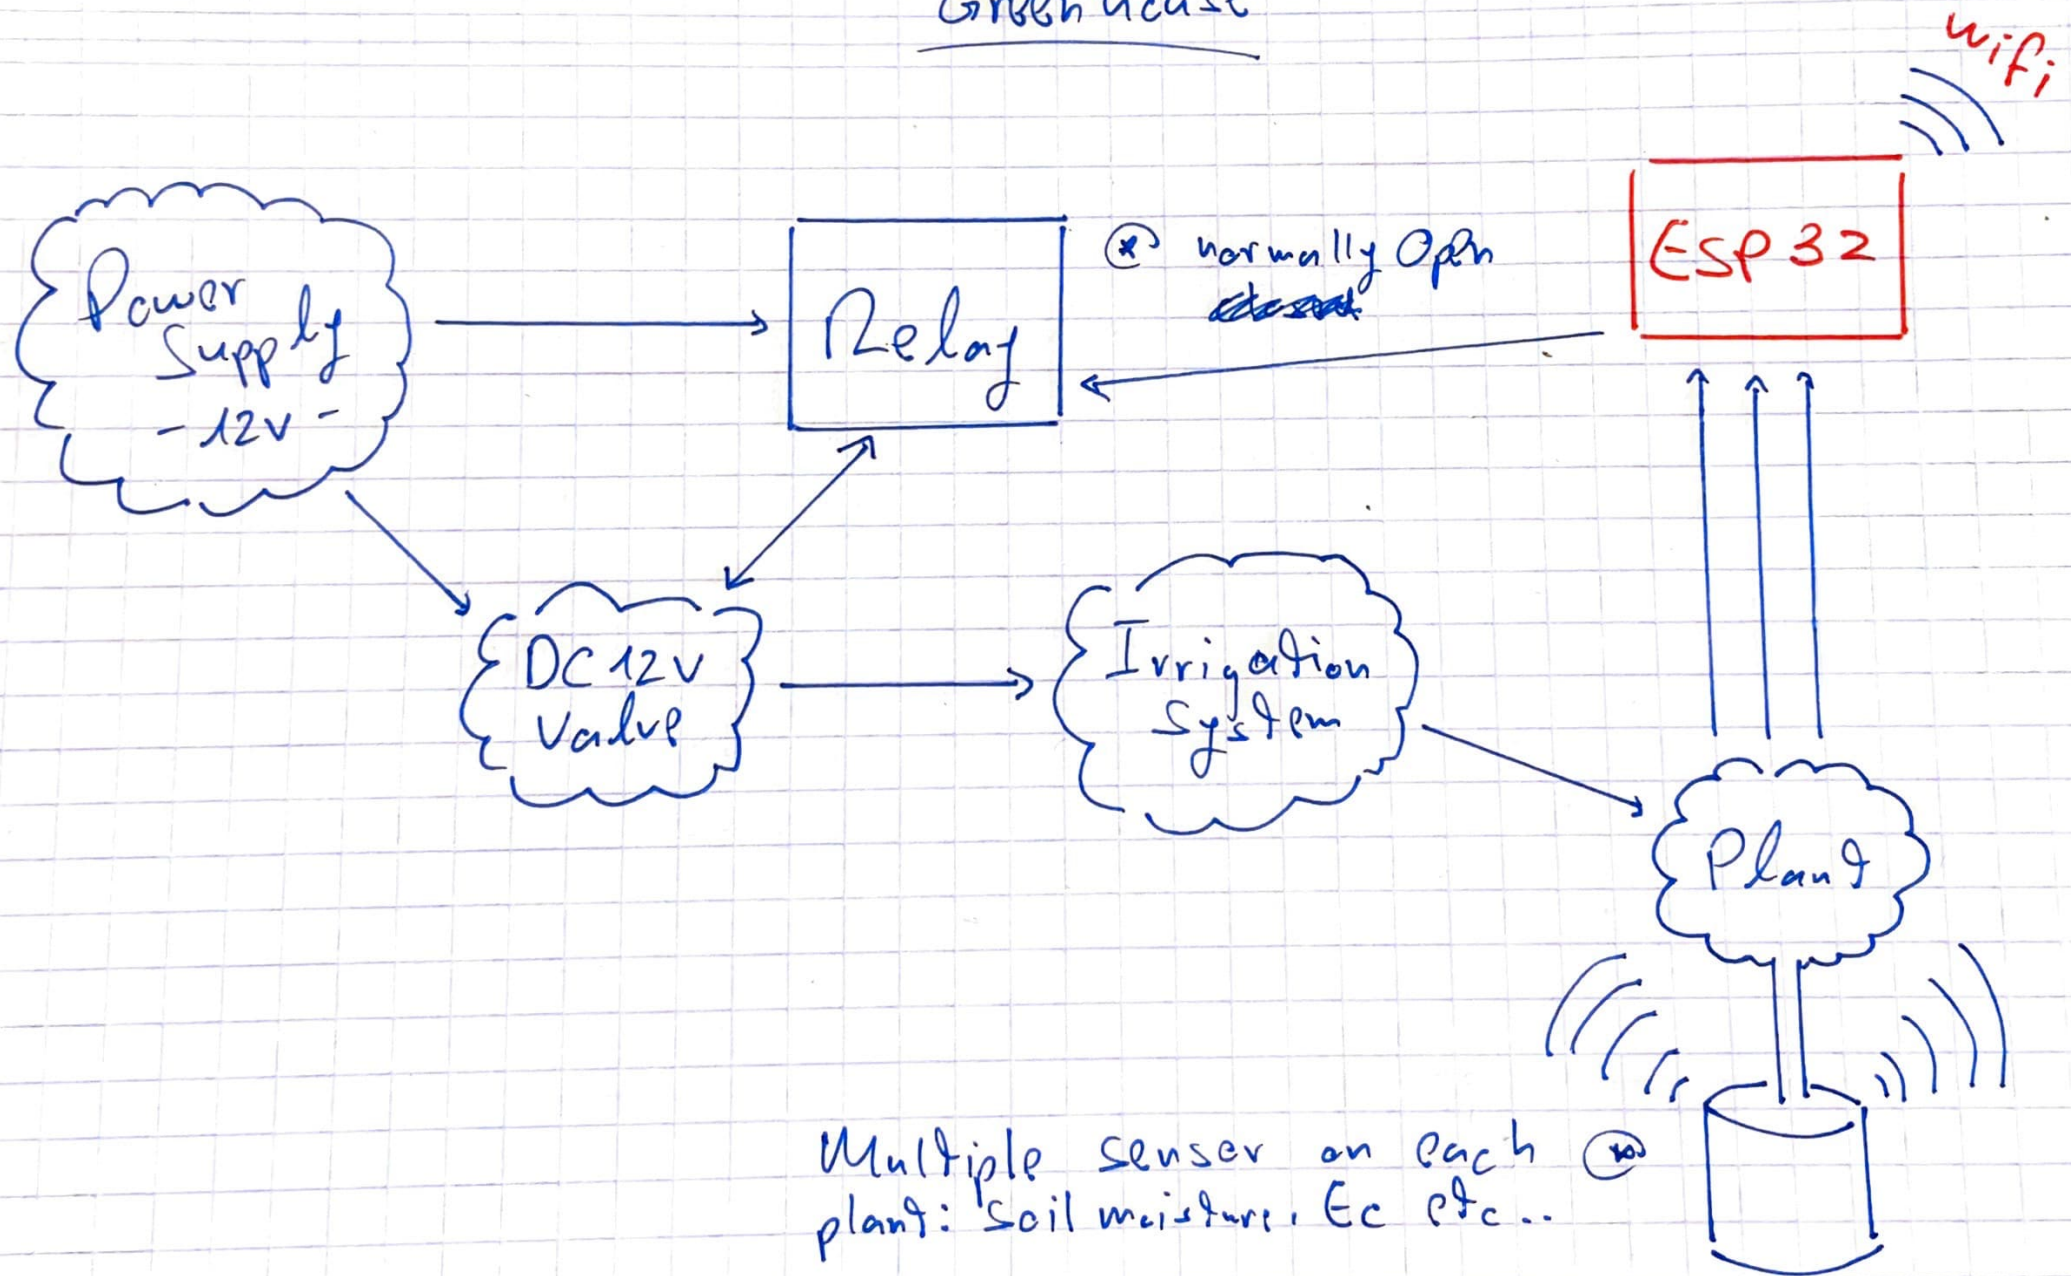 Greenhouse
wifi
Power
Supply
- 12V -
Relay
* normally Open
ESP32
DC 12V
Valve
Irrigation
System
Plant
Multiple senser on each *
plant: soil moisture, Ec etc..